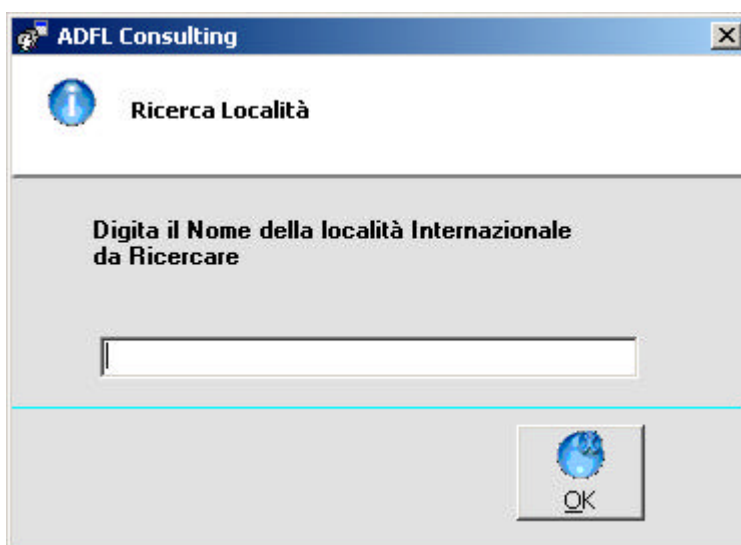 ADFL Consulting
Ricerca Località
Digita il Nome della località Internazionale
da Ricercare
OK